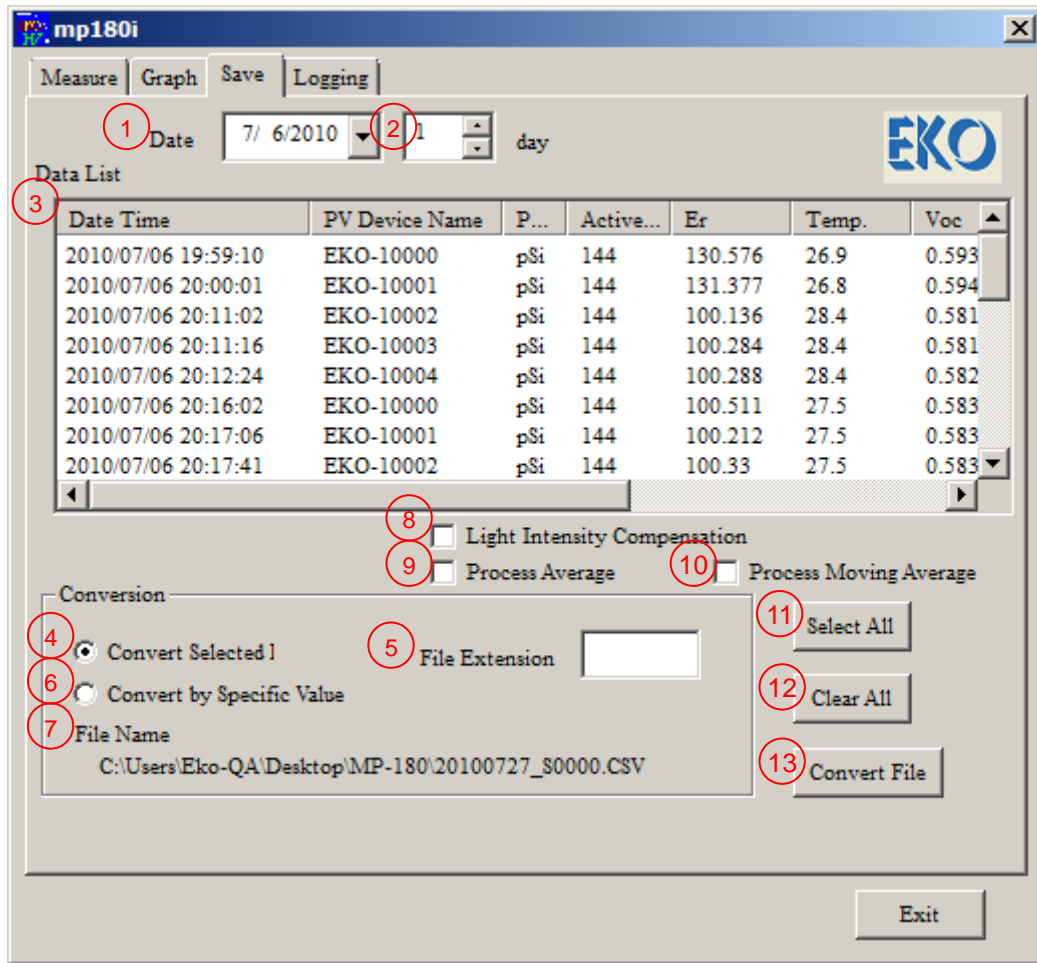 mp180i
Measure Graph Save Logging
1 Date 7/ 6/2010 2 1 day EKO
Data List
3
Date Time PV Device Name P... Active... Er Temp. Voc
2010/07/06 19:59:10 EKO-10000 pSi 144 130.576 26.9 0.593
2010/07/06 20:00:01 EKO-10001 pSi 144 131.377 26.8 0.594
2010/07/06 20:11:02 EKO-10002 pSi 144 100.136 28.4 0.581
2010/07/06 20:11:16 EKO-10003 pSi 144 100.284 28.4 0.581
2010/07/06 20:12:24 EKO-10004 pSi 144 100.288 28.4 0.582
2010/07/06 20:16:02 EKO-10000 pSi 144 100.511 27.5 0.583
2010/07/06 20:17:06 EKO-10001 pSi 144 100.212 27.5 0.583
2010/07/06 20:17:41 EKO-10002 pSi 144 100.33 27.5 0.583
8 Light Intensity Compensation
9 Process Average 10 Process Moving Average
Conversion
4 Convert Selected 5 File Extension 11 Select All
6 Convert by Specific Value 12 Clear All
7 File Name
C:\Users\Eko-QA\Desktop\MP-180\20100727_S0000.CSV 13 Convert File
Exit